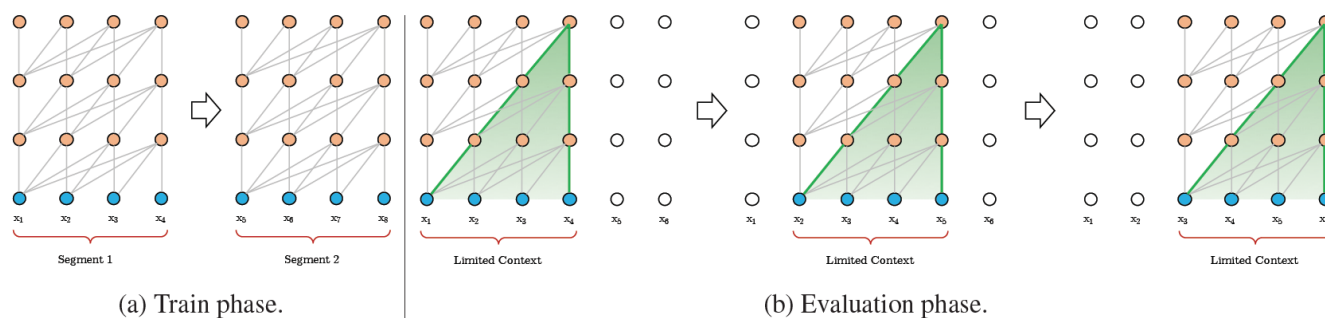 x₁ x₂ x₃ x₄
Segment 1
x₅ x₆ x₇ x₈
Segment 2
(a) Train phase.
x₁ x₂ x₃ x₄ x₅ x₆
Limited Context
x₁ x₂ x₃ x₄ x₅ x₆
Limited Context
x₁ x₂ x₃ x₄ x₅ x
Limited Context
(b) Evaluation phase.